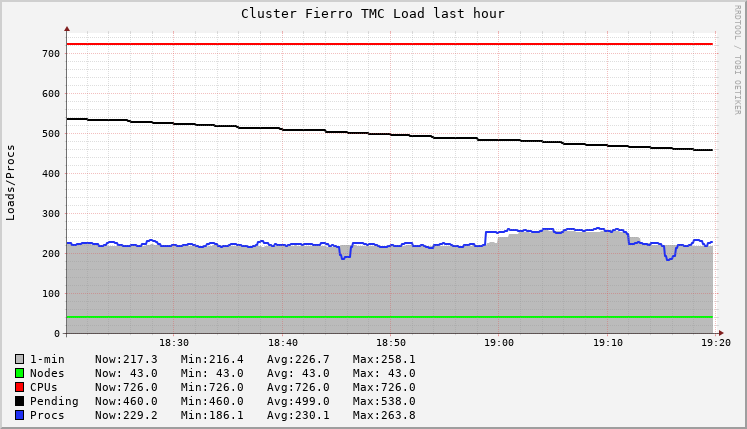 Cluster Fierro TMC Load last hour
RRDTOOL / TOBI OETIKER
Loads/Procs
700
600
500
400
300
200
100
0
18:30 18:40 18:50 19:00 19:10 19:20
1-min Now:217.3 Min:216.4 Avg:226.7 Max:258.1
Nodes Now: 43.0 Min: 43.0 Avg: 43.0 Max: 43.0
CPUs Now:726.0 Min:726.0 Avg:726.0 Max:726.0
Pending Now:460.0 Min:460.0 Avg:499.0 Max:538.0
Procs Now:229.2 Min:186.1 Avg:230.1 Max:263.8